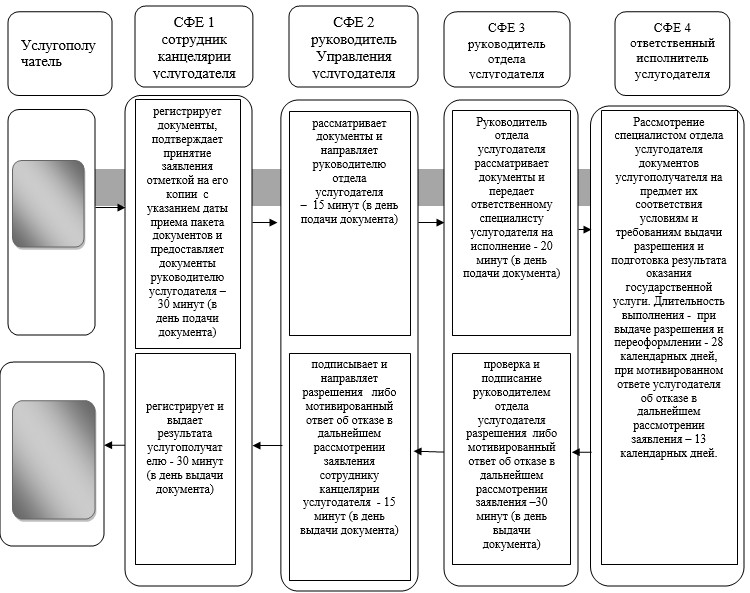 Услугополу
чатель
СФЕ 1
сотрудник
канцелярии
услугодателя
СФЕ 2
руководитель
Управления
услугодателя
СФЕ 3
руководитель
отдела
услугодателя
СФЕ 4
ответственный
исполнитель
услугодателя
регистрирует
документы,
подтверждает
принятие
заявления
отметкой на его
копии с
указанием даты
приема пакета
документов и
предоставляет
документы
руководителю
услугодателя –
30 минут (в
день подачи
документа)
рассматривает
документы и
направляет
руководителю
отдела
услугодателя
– 15 минут (в день
подачи документа)
Руководитель
отдела
услугодателя
рассматривает
документы и
передает
ответственному
специалисту
услугодателя на
исполнение - 20
минут (в день
подачи документа)
Рассмотрение
специалистом отдела
услугодателя
документов
услугополучателя на
предмет их
соответствия
условиям и
требованиям выдачи
разрешения и
подготовка результата
оказания
государственной
услуги. Длительность
выполнения - при
выдаче разрешения и
переоформлении - 28
календарных дней,
при мотивированном
ответе услугодателя
об отказе в
дальнейшем
рассмотрении
заявления – 13
календарных дней.
регистрирует и
выдает
результата
услугополучат
елю - 30 минут
(в день выдачи
документа)
подписывает и
направляет
разрешения либо
мотивированный
ответ об отказе в
дальнейшем
рассмотрении
заявления
сотруднику
канцелярии
услугодателя - 15
минут (в день
выдачи документа)
проверка и
подписание
руководителем
отдела
услугодателя
разрешения либо
мотивированный
ответ об отказе в
дальнейшем
рассмотрении
заявления –30
минут (в день
выдачи
документа)